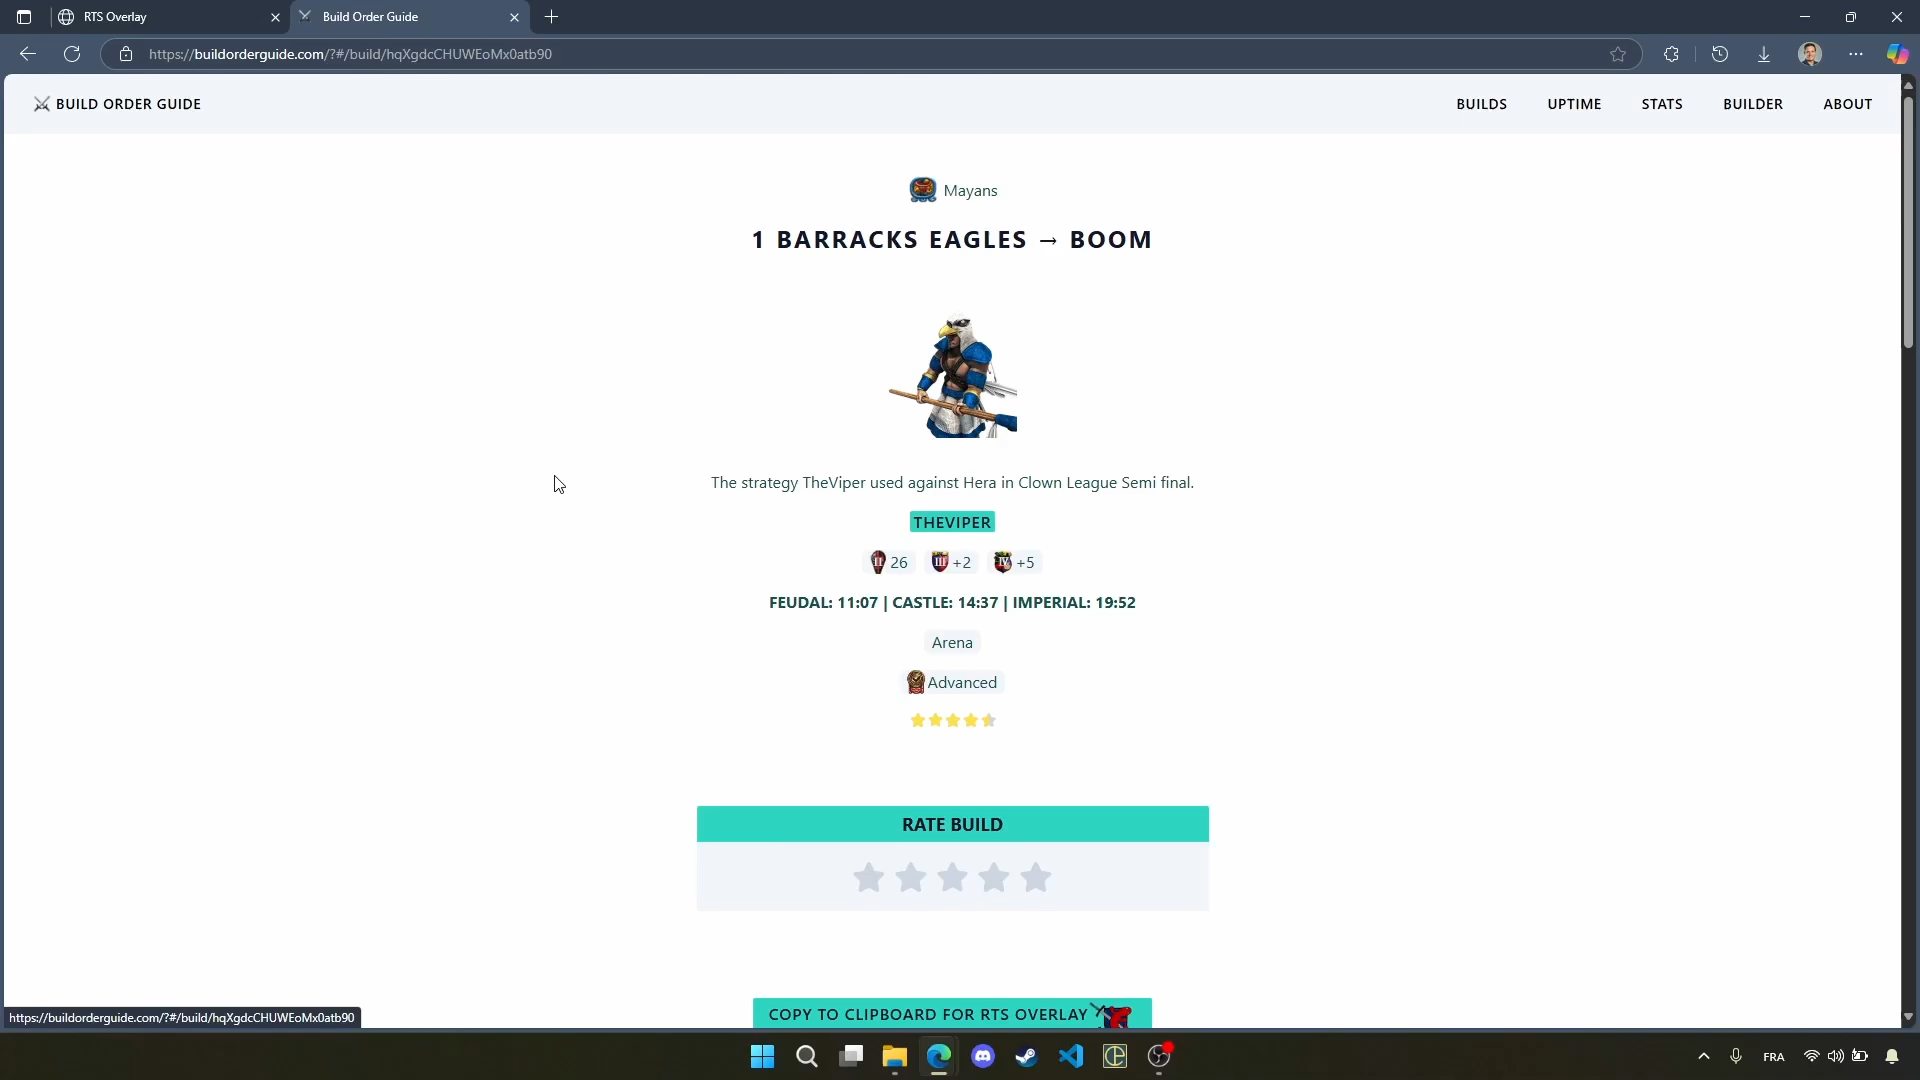 RTS Overlay
Build Order Guide
https://buildorderguide.com/?#/build/hqXgdcCHUWEoMx0atb90
BUILD ORDER GUIDE
BUILDS
UPTIME
STATS
BUILDER
ABOUT
Mayans
1 BARRACKS EAGLES → BOOM
The strategy TheViper used against Hera in Clown League Semi final.
THEVIPER
II 26 III +2 IV +5
FEUDAL: 11:07 | CASTLE: 14:37 | IMPERIAL: 19:52
Arena
Advanced
RATE BUILD
COPY TO CLIPBOARD FOR RTS OVERLAY
https://buildorderguide.com/?#/build/hqXgdcCHUWEoMx0atb90
FRA